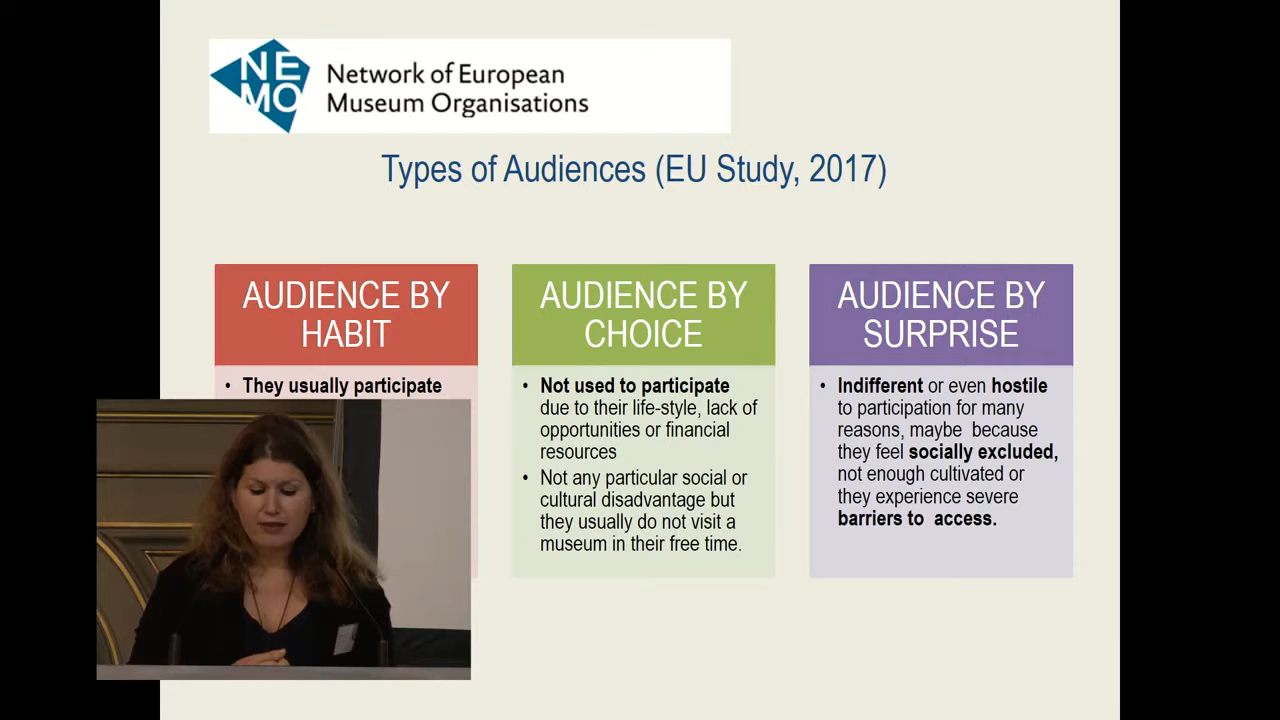 NE
MO
Network of European
Museum Organisations
Types of Audiences (EU Study, 2017)
AUDIENCE BY
HABIT
• They usually participate
AUDIENCE BY
CHOICE
• Not used to participate
due to their life-style, lack of
opportunities or financial
resources
• Not any particular social or
cultural disadvantage but
they usually do not visit a
museum in their free time.
AUDIENCE BY
SURPRISE
• Indifferent or even hostile
to participation for many
reasons, maybe because
they feel socially excluded,
not enough cultivated or
they experience severe
barriers to access.